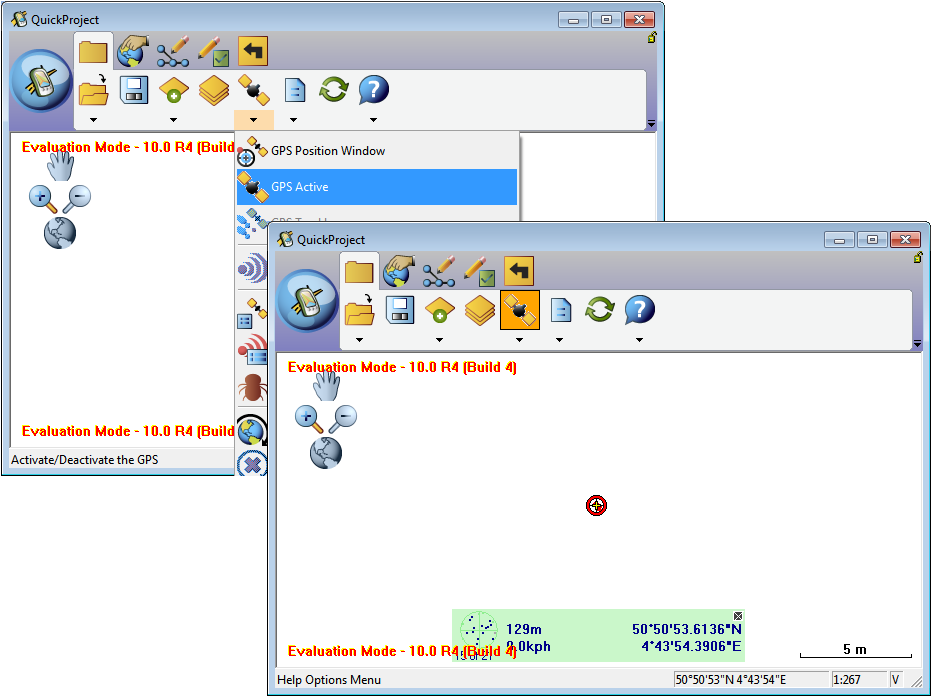 QuickProject
Evaluation Mode - 10.0 R4 (Build
GPS Position Window
GPS Active
Evaluation Mode - 10.0 R4 (Build
Activate/Deactivate the GPS
QuickProject
Evaluation Mode - 10.0 R4 (Build 4)
129m 50°50'53.6136"N
0.0kph 4°43'54.3906"E
Evaluation Mode - 10.0 R4 (Build 4)
5 m
Help Options Menu 50°50'53"N 4°43'54"E 1:267 V